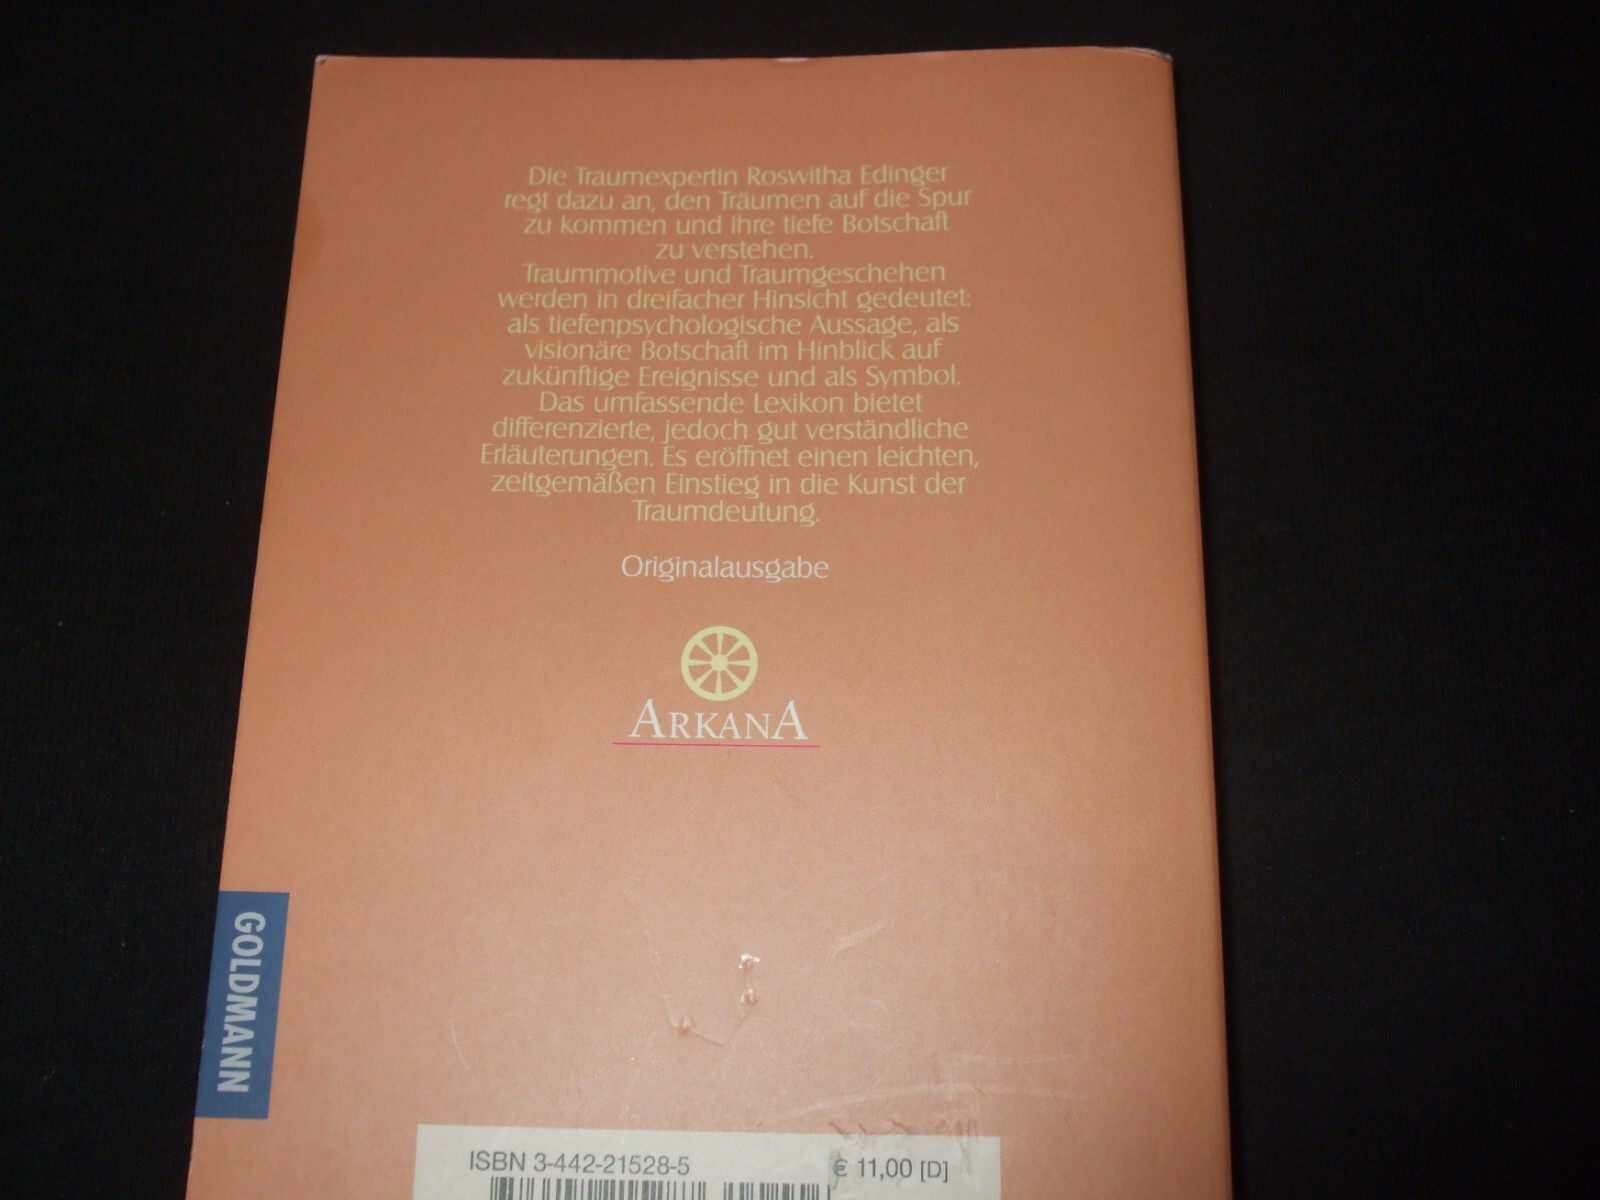 Die Traumexpertin Roswitha Edinger
regt dazu an, den Träumen auf die Spur
zu kommen und ihre tiefe Botschaft
zu verstehen.
Traummotive und Traumgeschehen
werden in dreifacher Hinsicht gedeutet:
als tiefenpsychologische Aussage, als
visionäre Botschaft im Hinblick auf
zukünftige Ereignisse und als Symbol.
Das umfassende Lexikon bietet
differenzierte, jedoch gut verständliche
Erläuterungen. Es eröffnet einen leichten,
zeitgemäßen Einstieg in die Kunst der
Traumdeutung.
Originalausgabe
ARKANA
GOLDMANN
ISBN 3-442-21528-5
€ 11,00 [D]